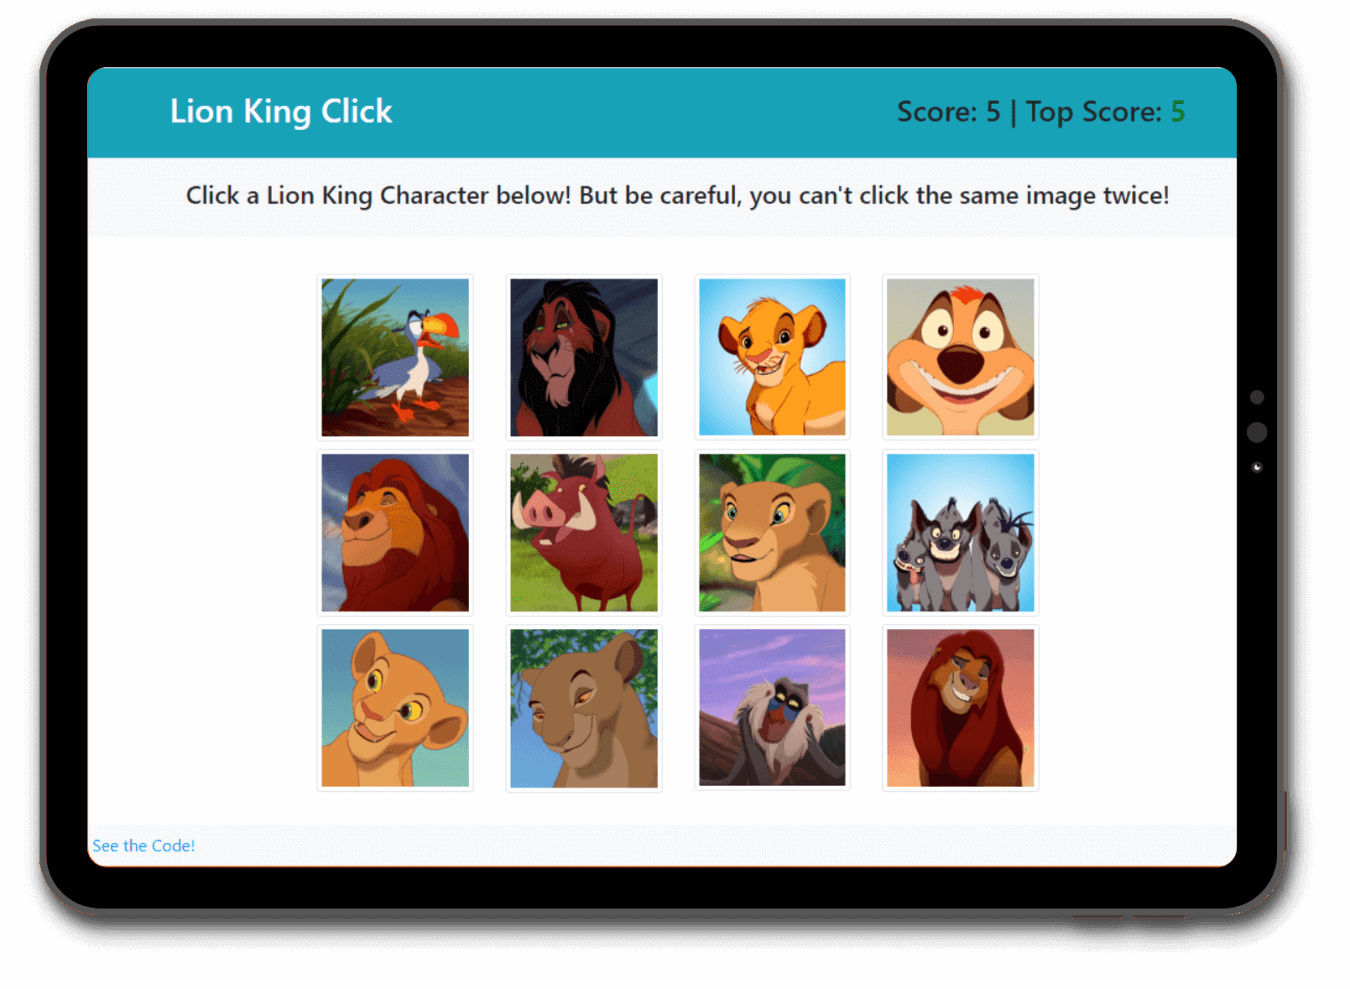 Lion King Click
Score: 5 | Top Score: 5
Click a Lion King Character below! But be careful, you can't click the same image twice!
See the Code!